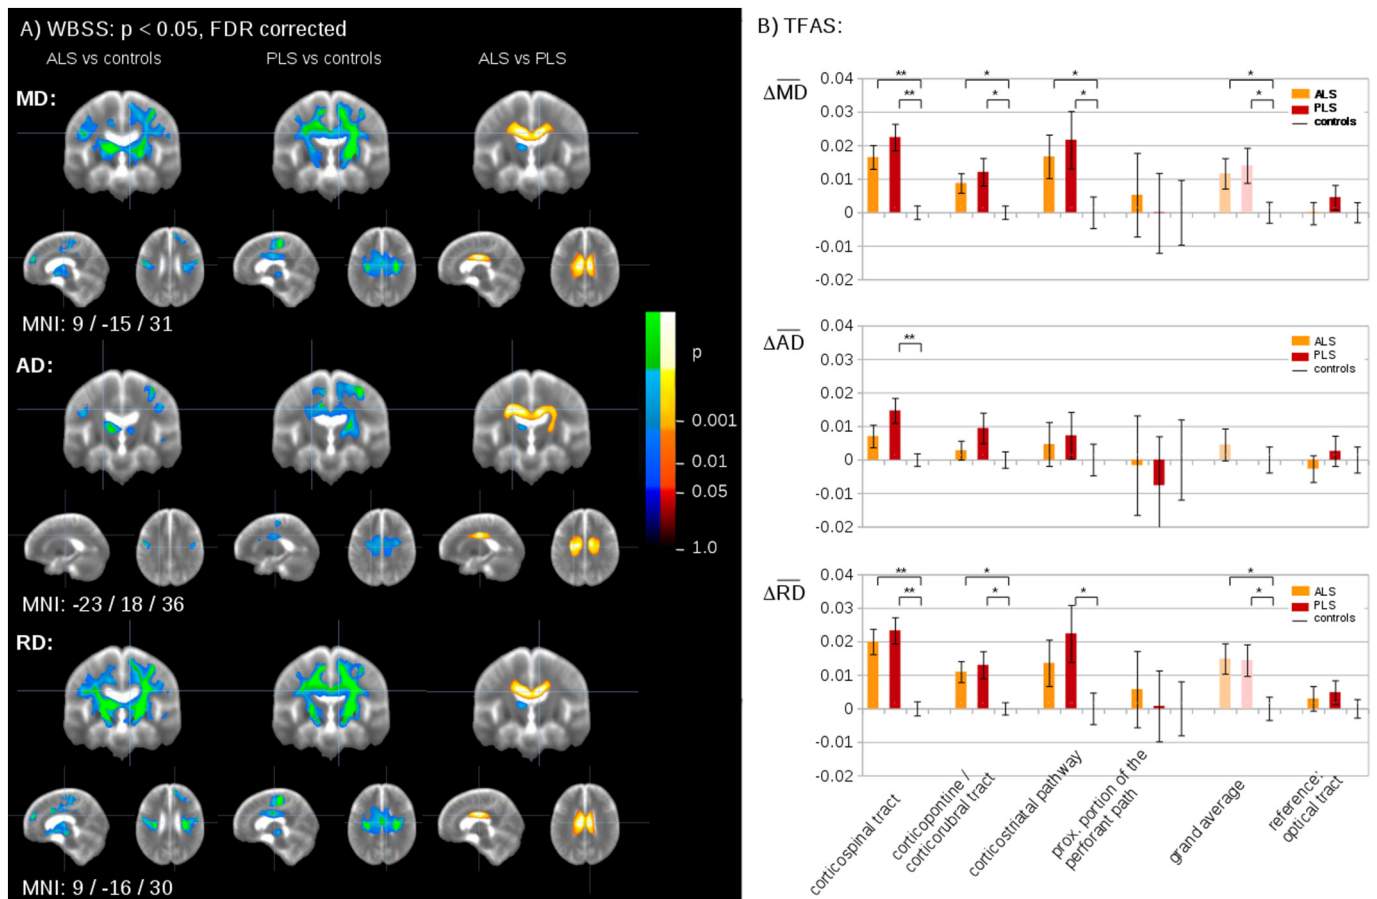 A) WBSS: p < 0.05, FDR corrected
ALS vs controls PLS vs controls ALS vs PLS
MD:
MNI: 9 / -15 / 31
AD:
MNI: -23 / 18 / 36
RD:
MNI: 9 / -16 / 30
p
0.001
0.01
0.05
1.0
B) TFAS:
ΔMD
0.04
0.03
0.02
0.01
0
-0.01
-0.02
** ** * * * * * *
ALS
PLS
controls
ΔAD
0.04
0.03
0.02
0.01
0
-0.01
-0.02
**
ALS
PLS
controls
ΔRD
0.04
0.03
0.02
0.01
0
-0.01
-0.02
** ** * * * * *
ALS
PLS
controls
corticospinal tract
corticopontine /
corticorubral tract
corticostriatal pathway
prox. portion of the
perforant path
grand average
reference:
optical tract